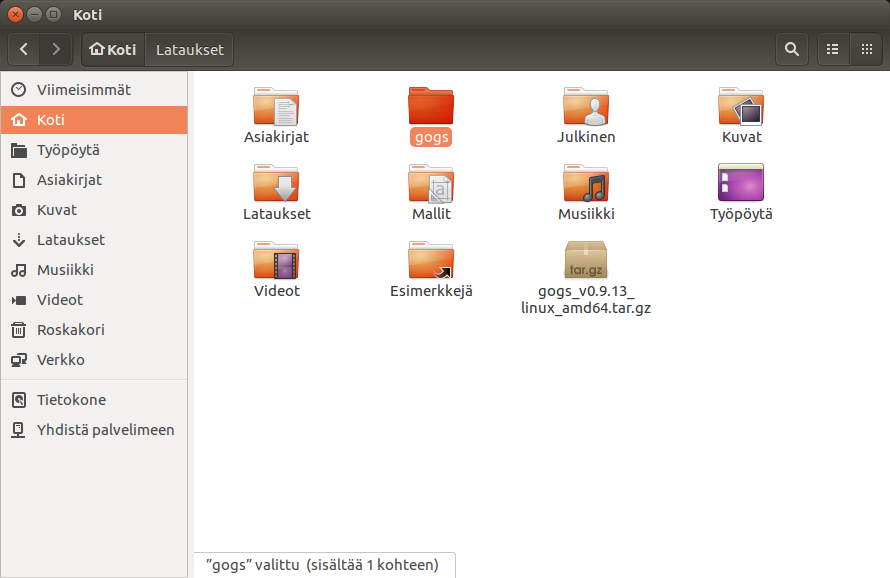 Koti
Koti
Lataukset
Viimeisimmät
Koti
Työpöytä
Asiakirjat
Kuvat
Lataukset
Musiikki
Videot
Roskakori
Verkko
Tietokone
Yhdistä palvelimeen
Asiakirjat
gogs
Julkinen
Kuvat
Lataukset
Mallit
a
Musiikki
Työpöytä
Videot
Esimerkkejä
tar.gz
gogs_v0.9.13_
linux_amd64.tar.gz
”gogs” valittu (sisältää 1 kohteen)